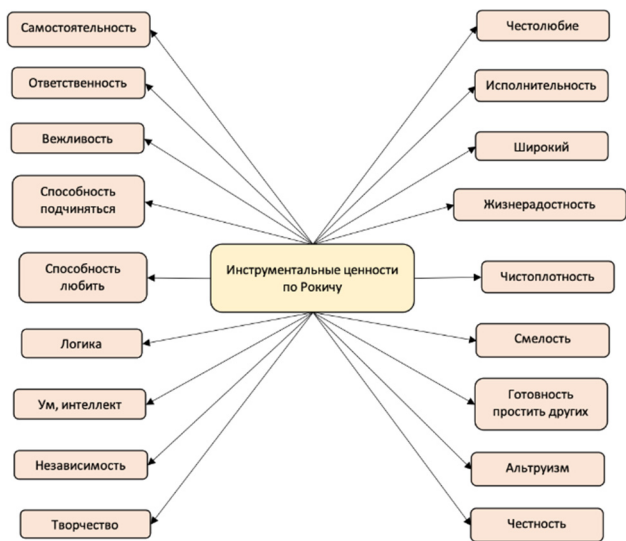 Самостоятельность
Ответственность
Вежливость
Способность
подчиняться
Способность
любить
Логика
Ум, интеллект
Независимость
Творчество
Инструментальные ценности
по Рокичу
Честолюбие
Исполнительность
Широкий
Жизнерадостность
Чистоплотность
Смелость
Готовность
простить других
Альтруизм
Честность